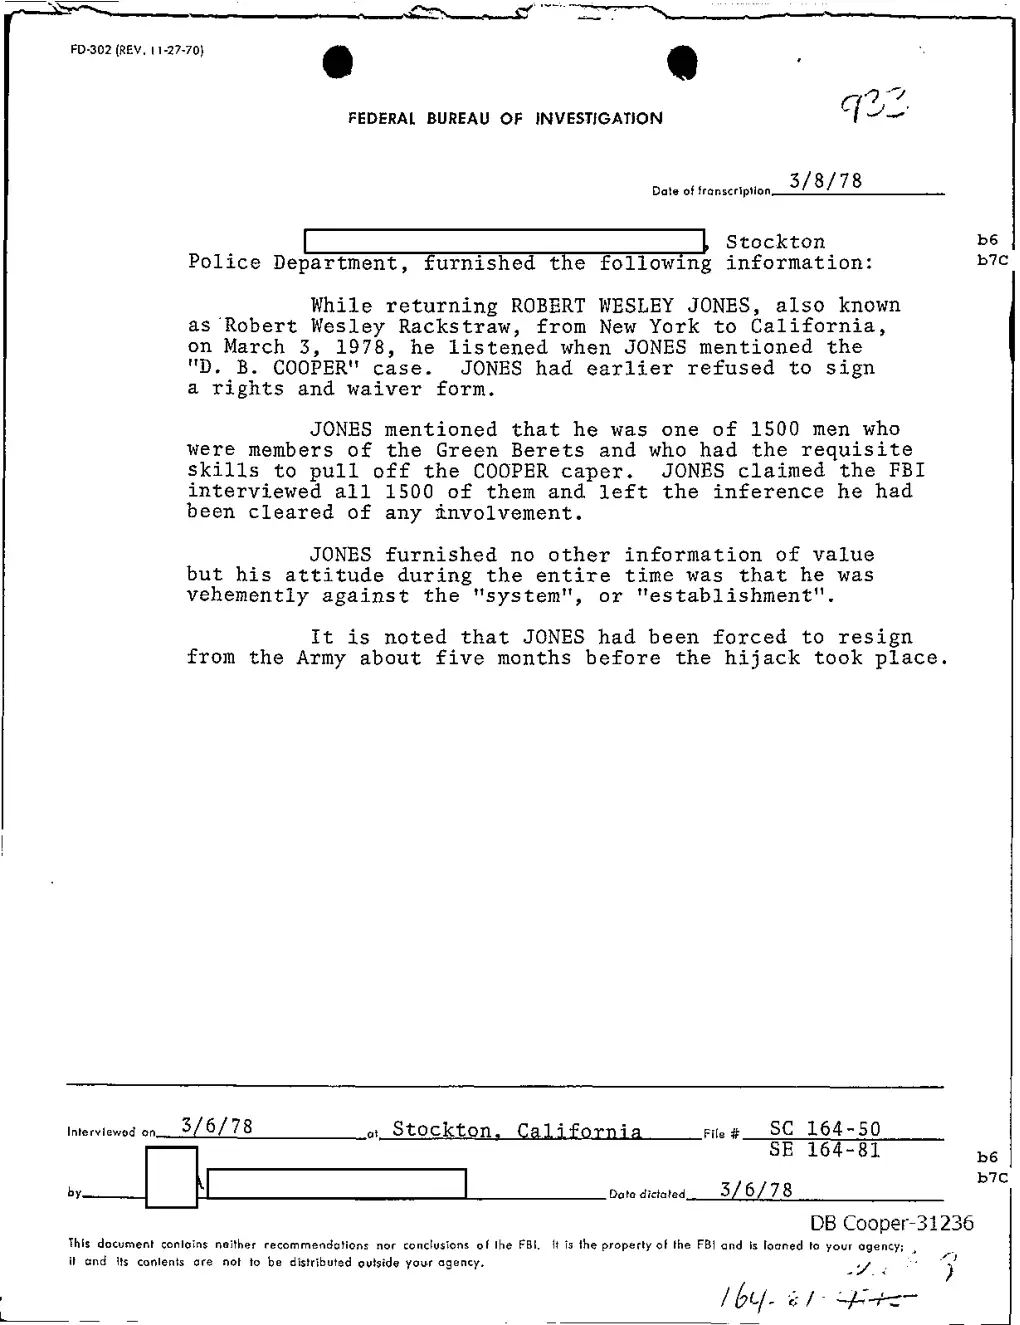 FD-302 (REV. 11-27-70)
933
FEDERAL BUREAU OF INVESTIGATION
Date of transcription 3/8/78
, Stockton b6
Police Department, furnished the following information: b7C
While returning ROBERT WESLEY JONES, also known
as Robert Wesley Rackstraw, from New York to California,
on March 3, 1978, he listened when JONES mentioned the
"D. B. COOPER" case. JONES had earlier refused to sign
a rights and waiver form.
JONES mentioned that he was one of 1500 men who
were members of the Green Berets and who had the requisite
skills to pull off the COOPER caper. JONES claimed the FBI
interviewed all 1500 of them and left the inference he had
been cleared of any involvement.
JONES furnished no other information of value
but his attitude during the entire time was that he was
vehemently against the "system", or "establishment".
It is noted that JONES had been forced to resign
from the Army about five months before the hijack took place.
Interviewed on 3/6/78 at Stockton, California File # SC 164-50
SE 164-81
b6
b7C
by Date dictated 3/6/78
DB Cooper-31236
This document contains neither recommendations nor conclusions of the FBI. It is the property of the FBI and is loaned to your agency;
it and its contents are not to be distributed outside your agency.
164-81-